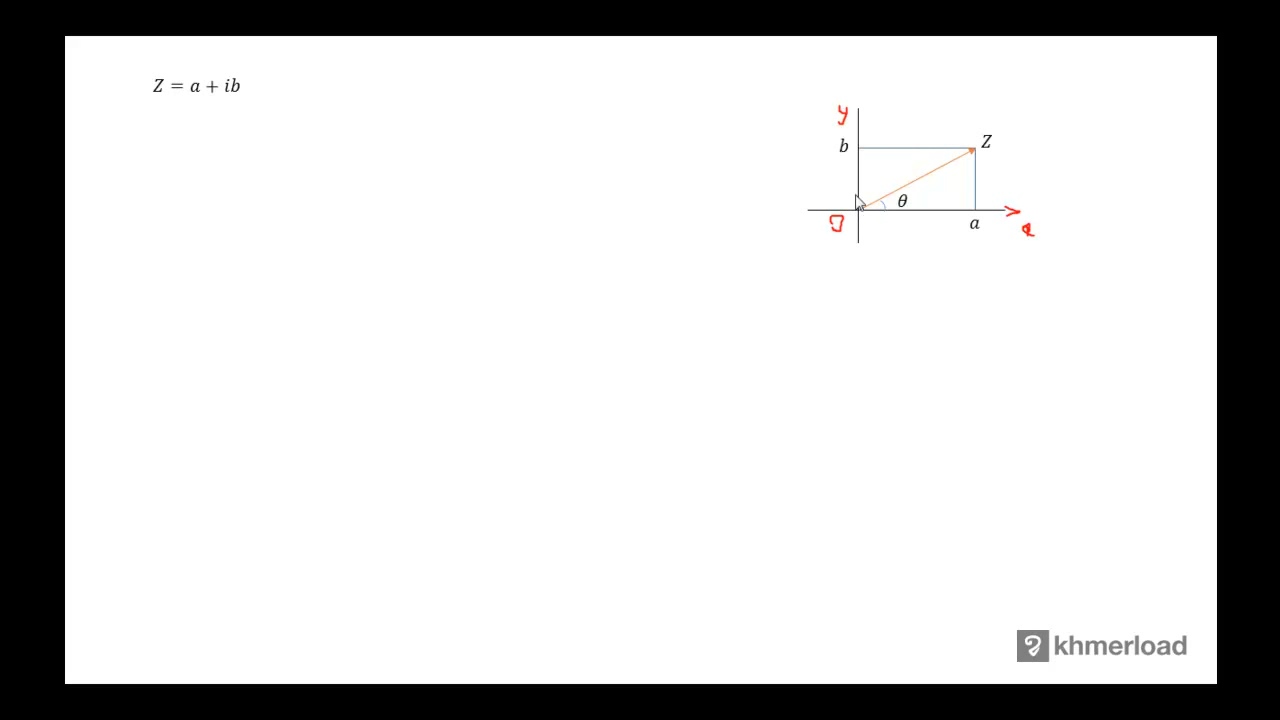 Z = a + ib
y
b
Z
θ
a
khmerload